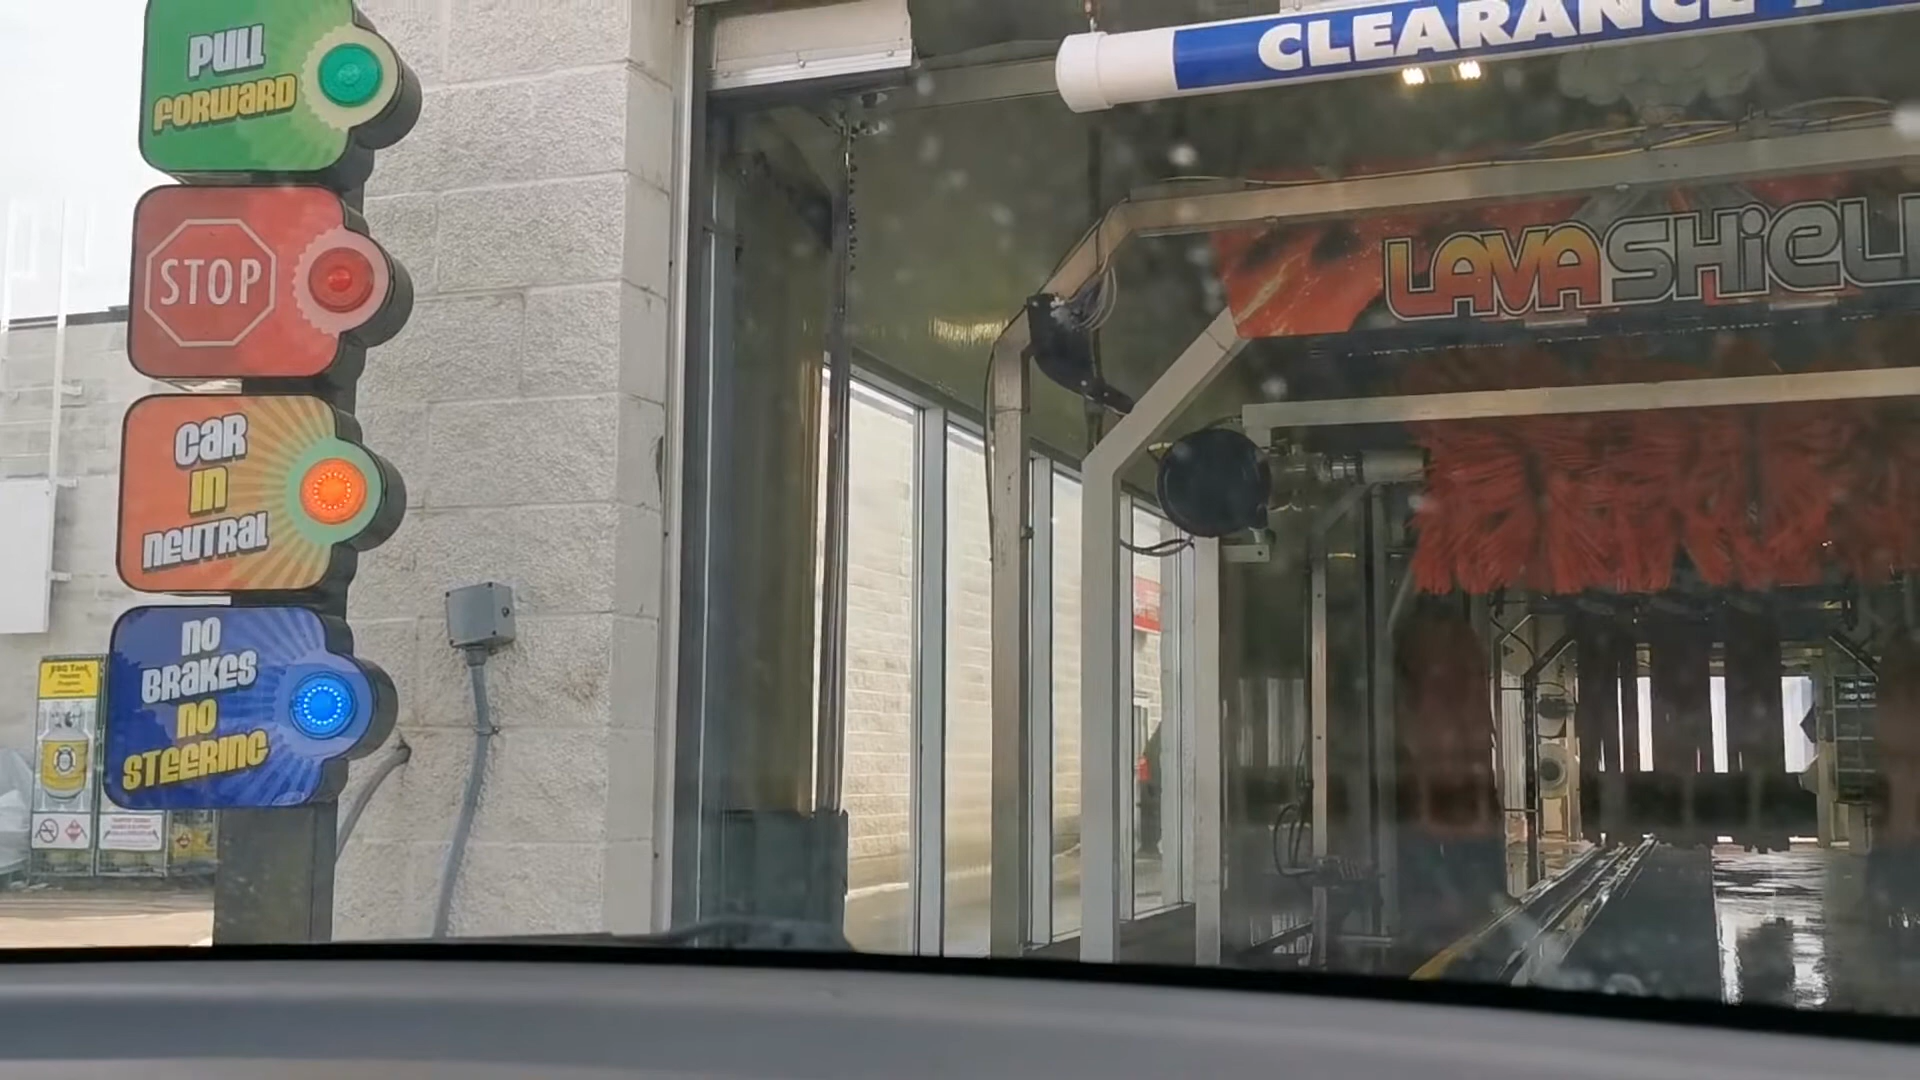 PULL
FORWARD
STOP
CAR
IN
NEUTRAL
NO
BRAKES
NO
STEERING
CLEARANCE
LAVASHIEL